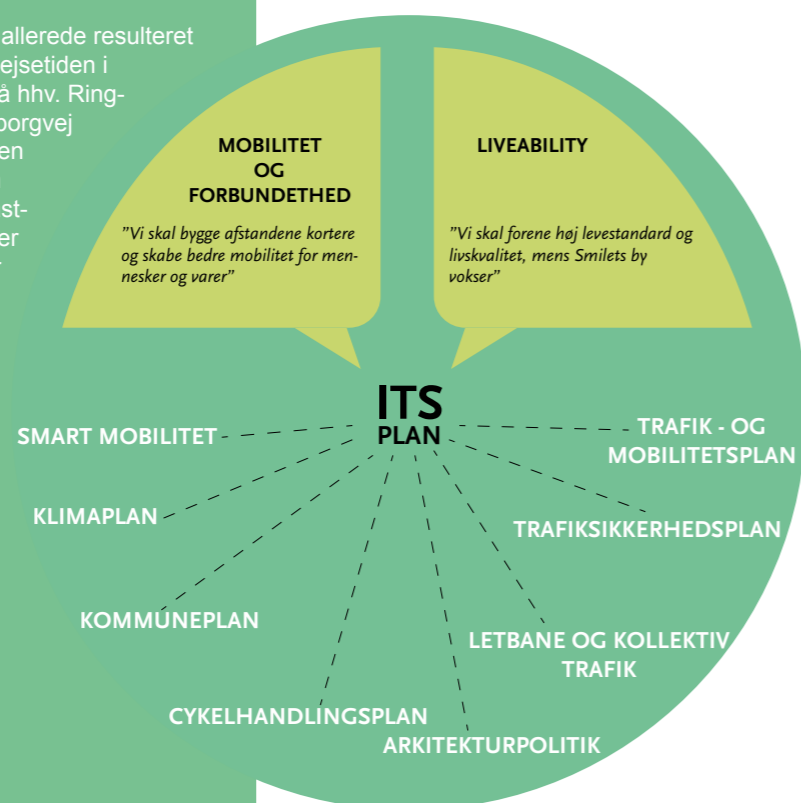 allerede resulteret
ejsetiden i
å hhv. Ring-
borgvej
en
st-
er
MOBILITET
OG
FORBUNDETHED
"Vi skal bygge afstandene kortere
og skabe bedre mobilitet for men-
nesker og varer"
LIVEABILITY
"Vi skal forene høj levestandard og
livskvalitet, mens Smilets by
vokser"
ITS
PLAN
SMART MOBILITET
KLIMAPLAN
KOMMUNEPLAN
CYKELHANDLINGSPLAN
ARKITEKTURPOLITIK
LETBANE OG KOLLEKTIV
TRAFIK
TRAFIKSIKKERHEDSPLAN
TRAFIK - OG
MOBILITETSPLAN